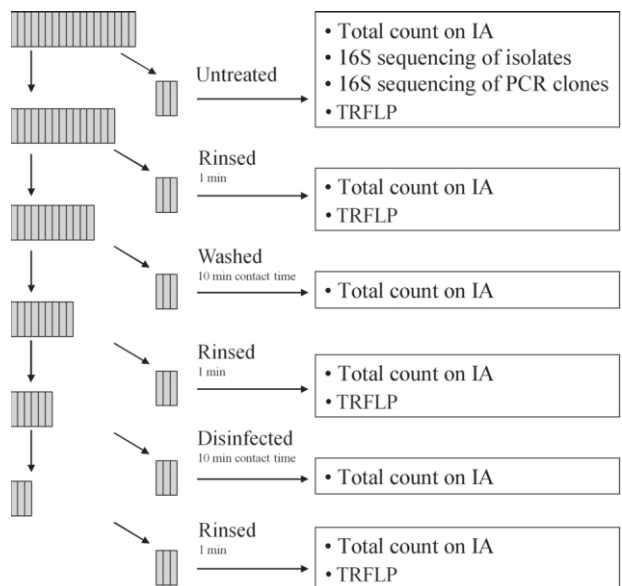 Untreated
• Total count on IA
• 16S sequencing of isolates
• 16S sequencing of PCR clones
• TRFLP
Rinsed
1 min
• Total count on IA
• TRFLP
Washed
10 min contact time
• Total count on IA
Rinsed
1 min
• Total count on IA
• TRFLP
Disinfected
10 min contact time
• Total count on IA
Rinsed
1 min
• Total count on IA
• TRFLP